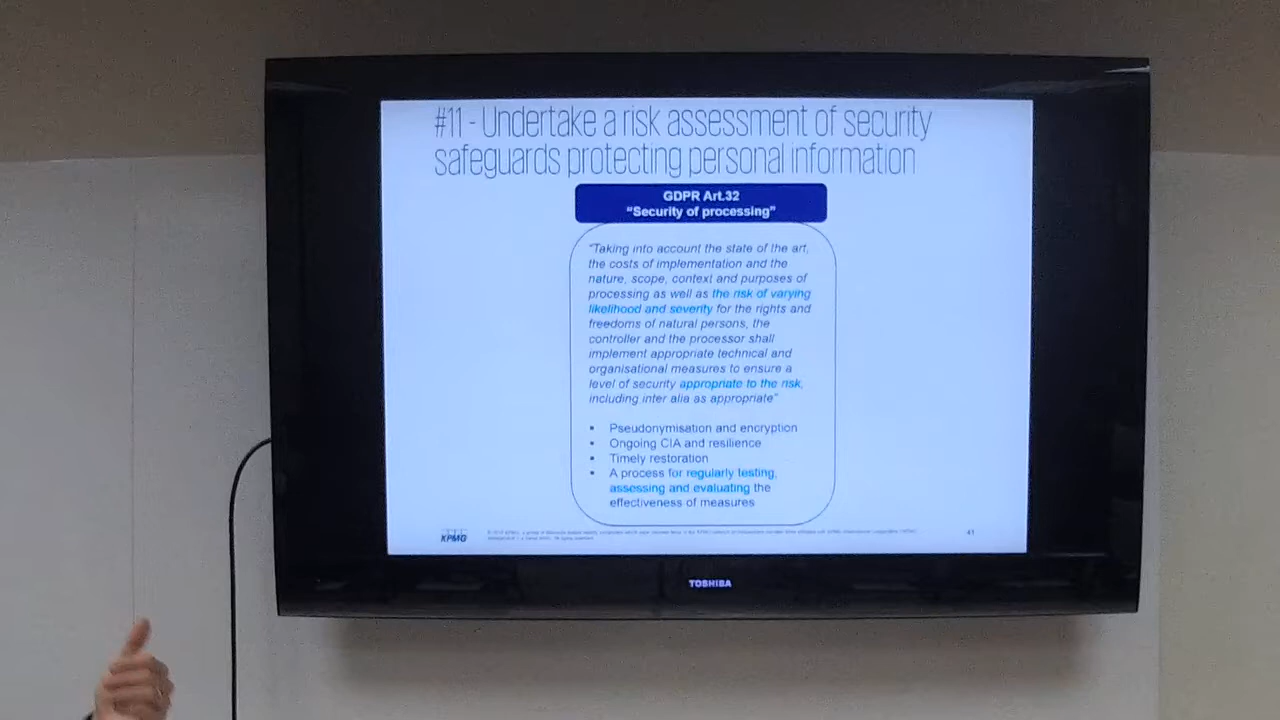 #11 - Undertake a risk assessment of security
safeguards protecting personal information
GDPR Art.32
"Security of processing"
"Taking into account the state of the art,
the costs of implementation and the
nature, scope, context and purposes of
processing as well as the risk of varying
likelihood and severity for the rights and
freedoms of natural persons, the
controller and the processor shall
implement appropriate technical and
organisational measures to ensure a
level of security appropriate to the risk,
including inter alia as appropriate"
▪ Pseudonymisation and encryption
▪ Ongoing CIA and resilience
▪ Timely restoration
▪ A process for regularly testing,
assessing and evaluating the
effectiveness of measures
KPMG
41
TOSHIBA